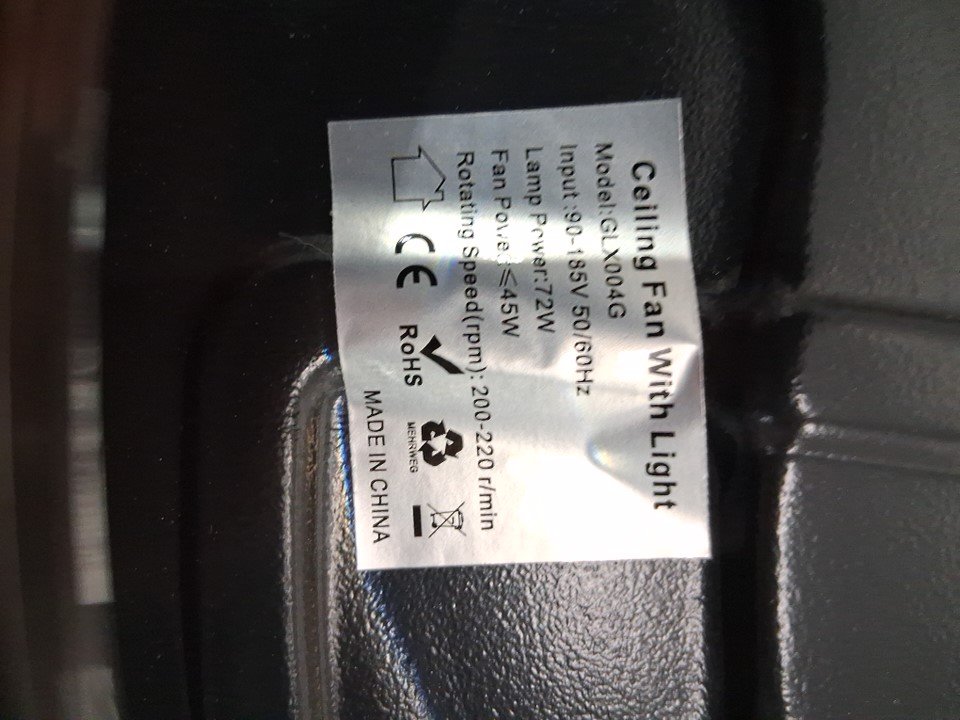 Ceiling Fan With Light
Model:GLX004G
Input :90-185V 50/60Hz
Lamp Power:72W
Fan Power:≤45W
Rotating Speed(rpm): 200-220 r/min
CE
RoHS
MEHRWEG
MADE IN CHINA